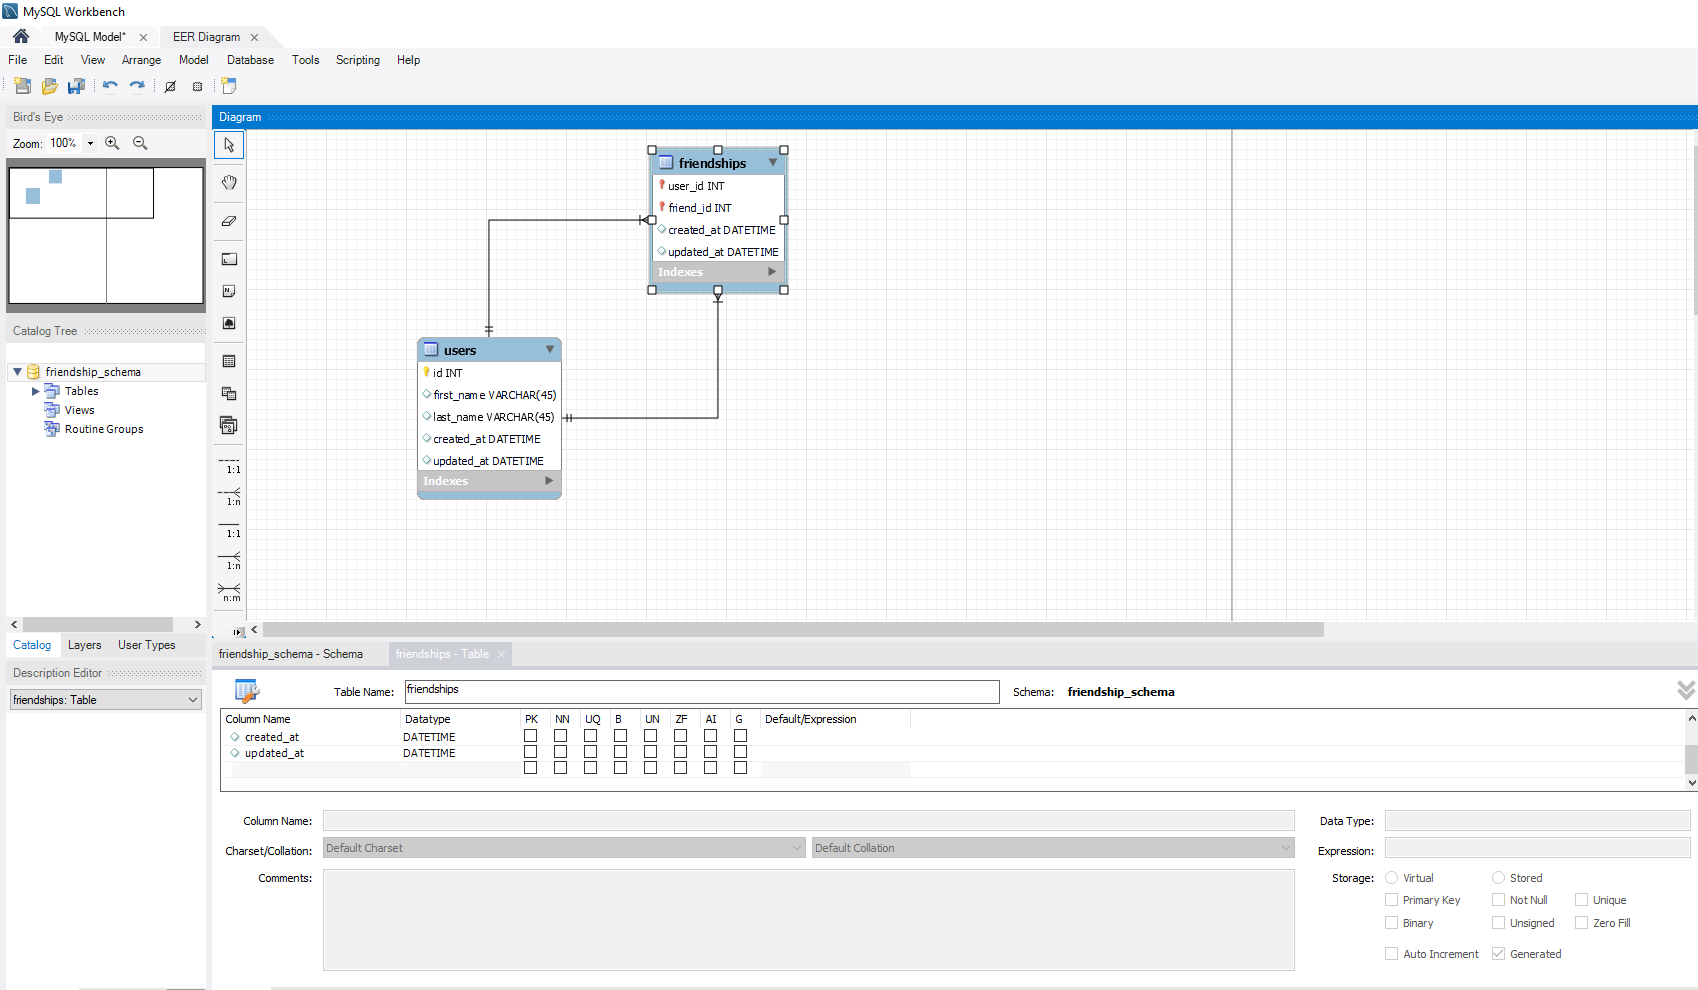 MySQL Workbench
MySQL Model*
EER Diagram
File Edit View Arrange Model Database Tools Scripting Help
Bird's Eye
Zoom: 100%
Diagram
friendships
user_id INT
friend_id INT
created_at DATETIME
updated_at DATETIME
Indexes
users
id INT
first_name VARCHAR(45)
last_name VARCHAR(45)
created_at DATETIME
updated_at DATETIME
Indexes
Catalog Tree
friendship_schema
Tables
Views
Routine Groups
1:1
1:n
1:1
1:n
n:m
Catalog Layers User Types
Description Editor
friendships: Table
friendship_schema - Schema
friendships - Table
Table Name: friendships
Schema: friendship_schema
Column Name Datatype PK NN UQ B UN ZF AI G Default/Expression
created_at DATETIME
updated_at DATETIME
Column Name:
Data Type:
Charset/Collation: Default Charset Default Collation
Expression:
Comments:
Storage: Virtual Stored
Primary Key Not Null Unique
Binary Unsigned Zero Fill
Auto Increment Generated